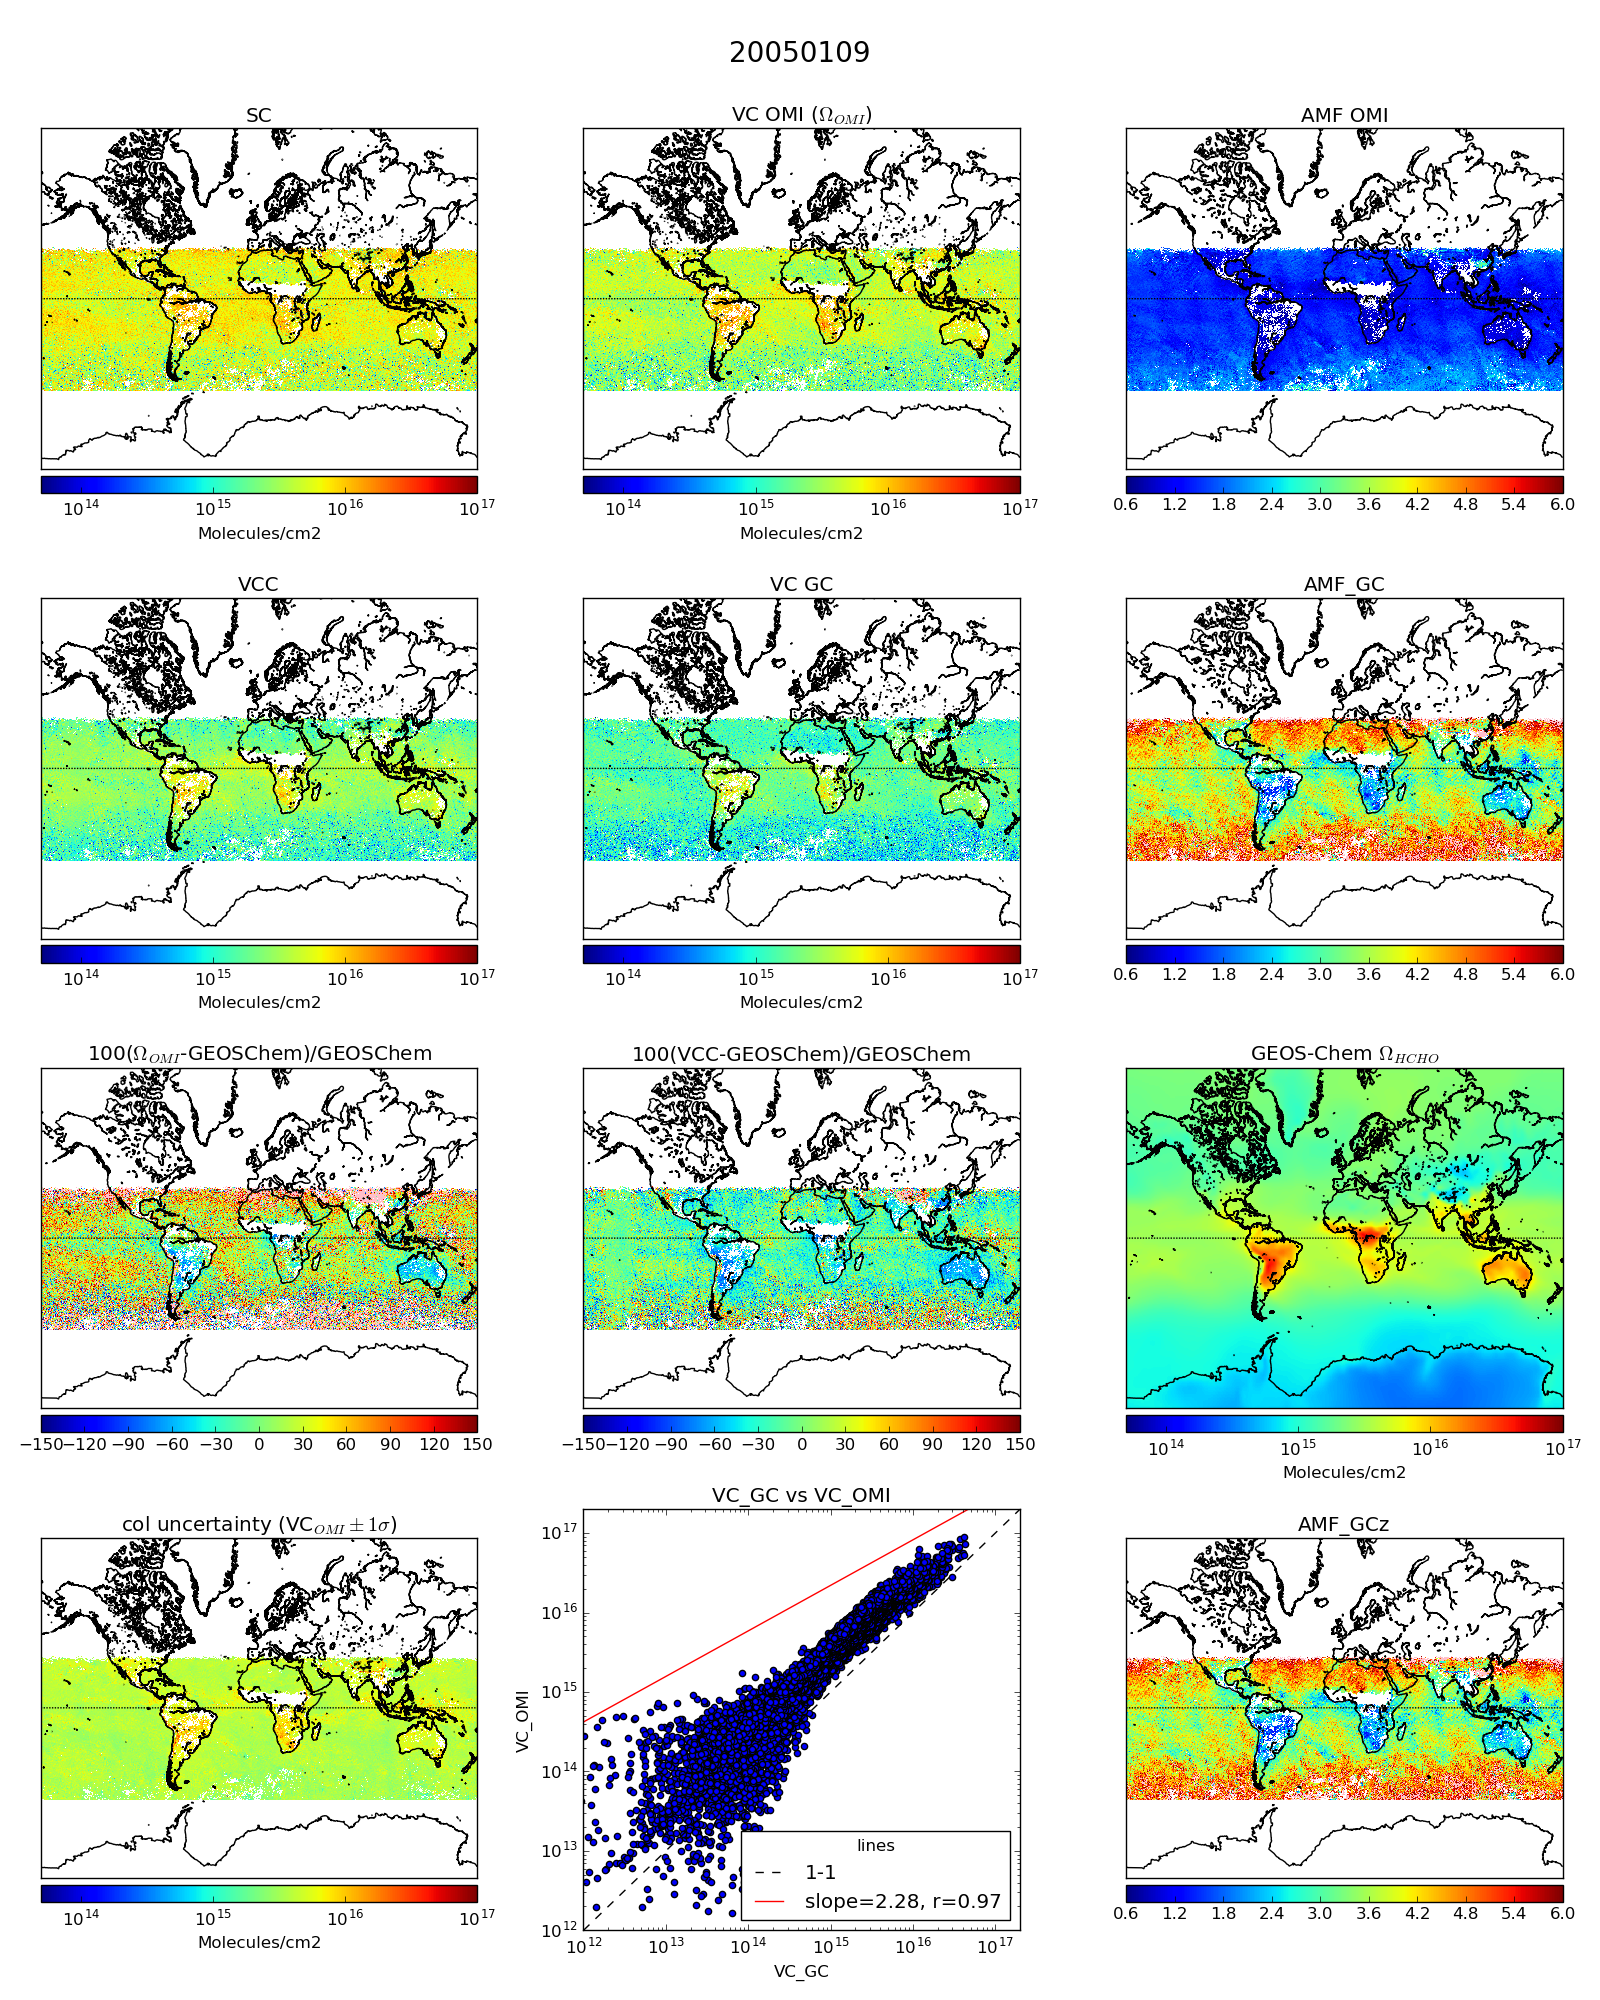 20050109
SC
VC OMI (Ω_OMI)
AMF OMI
10^14 10^15 10^16 10^17
Molecules/cm2
10^14 10^15 10^16 10^17
Molecules/cm2
0.6 1.2 1.8 2.4 3.0 3.6 4.2 4.8 5.4 6.0
VCC
VC GC
AMF_GC
10^14 10^15 10^16 10^17
Molecules/cm2
10^14 10^15 10^16 10^17
Molecules/cm2
0.6 1.2 1.8 2.4 3.0 3.6 4.2 4.8 5.4 6.0
100(Ω_OMI-GEOSChem)/GEOSChem
100(VCC-GEOSChem)/GEOSChem
GEOS-Chem Ω_HCHO
−150 −120 −90 −60 −30 0 30 60 90 120 150
−150 −120 −90 −60 −30 0 30 60 90 120 150
10^14 10^15 10^16 10^17
Molecules/cm2
col uncertainty (VC_OMI ± 1σ)
VC_GC vs VC_OMI
AMF_GCz
10^14 10^15 10^16 10^17
Molecules/cm2
10^17
10^16
10^15
10^14
10^13
10^12
VC_OMI
lines
1-1
slope=2.28, r=0.97
10^12 10^13 10^14 10^15 10^16 10^17
VC_GC
0.6 1.2 1.8 2.4 3.0 3.6 4.2 4.8 5.4 6.0